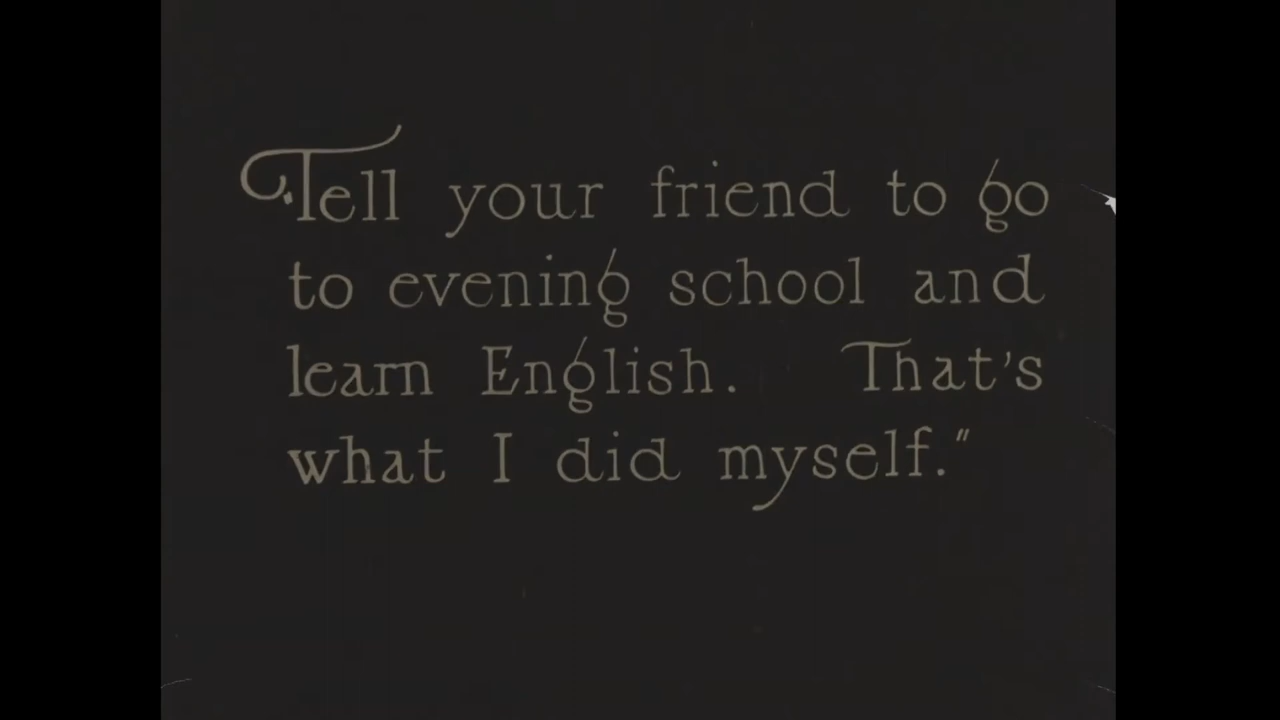 Tell your friend to go
to evening school and
learn English. That's
what I did myself."